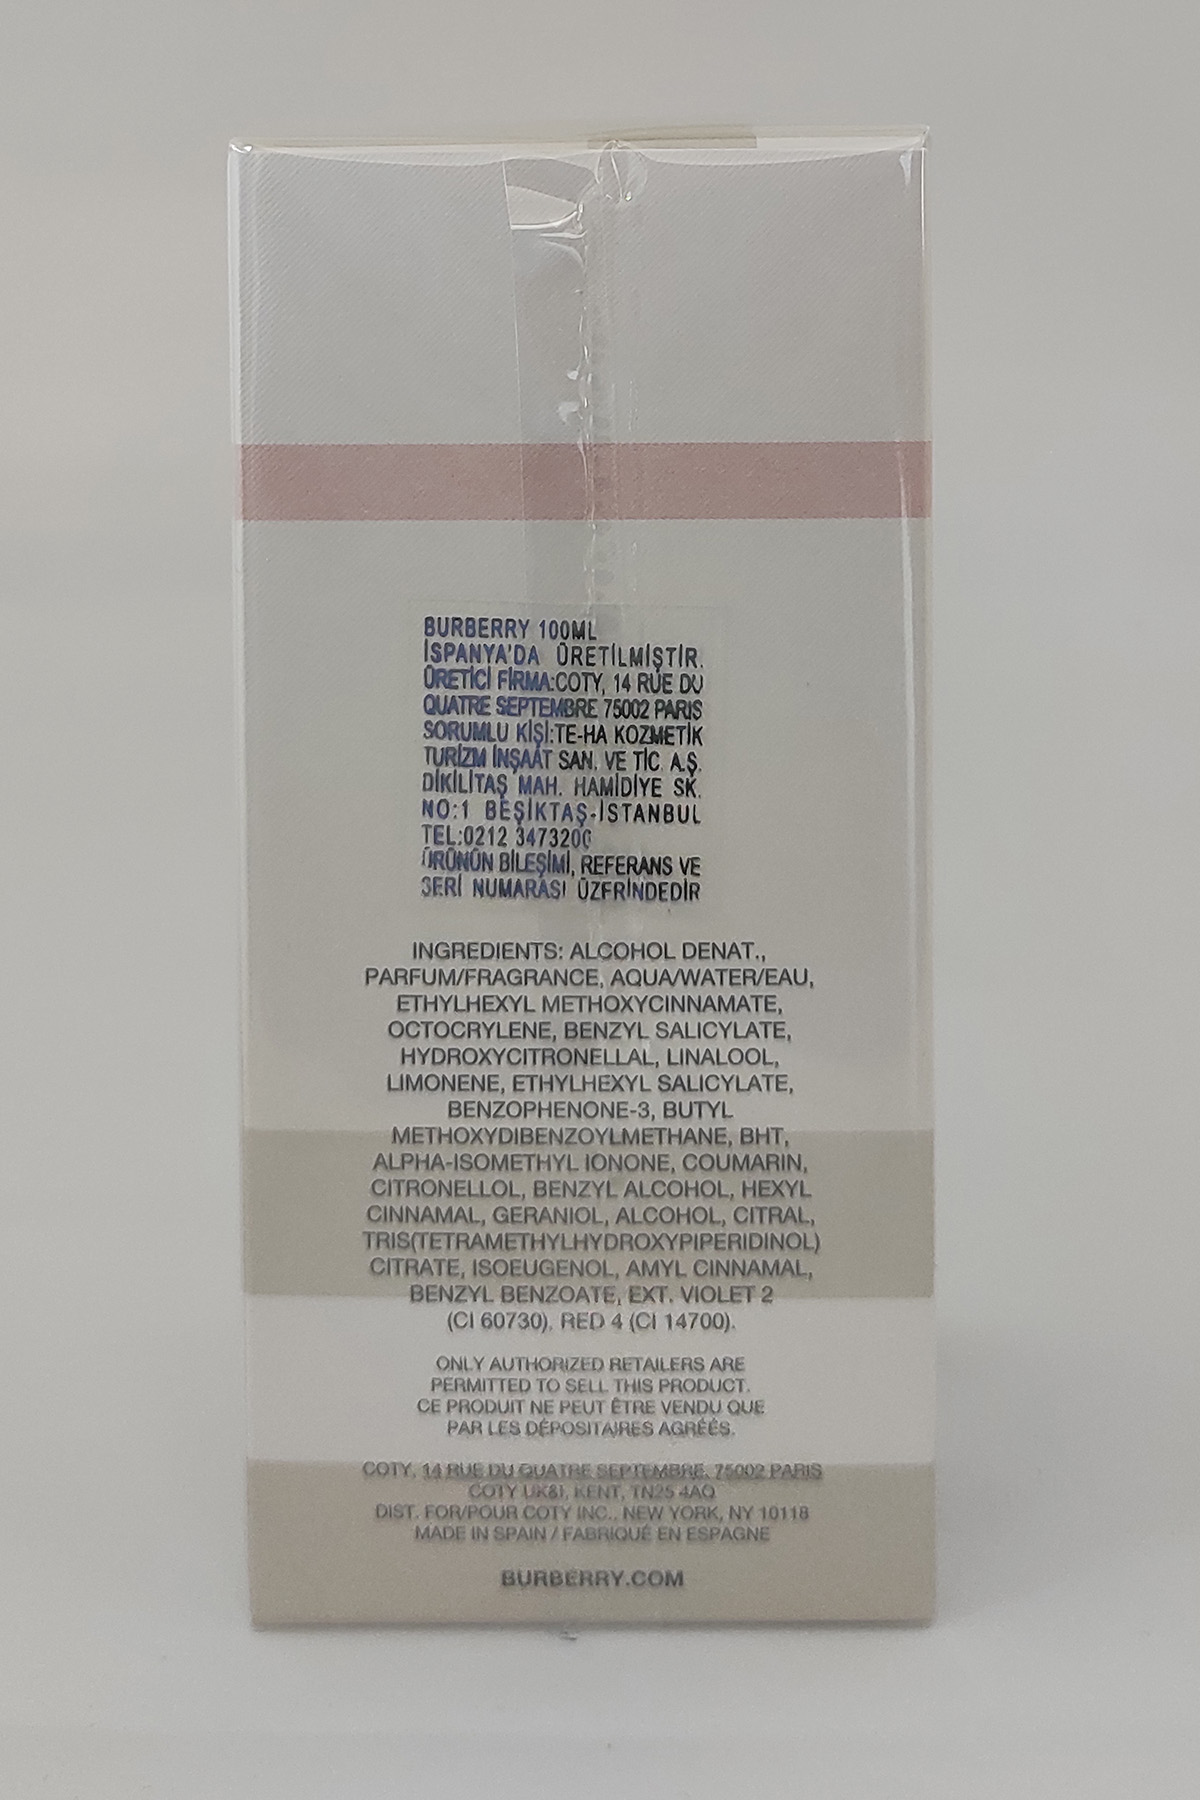 BURBERRY 100ML
İSPANYA'DA ÜRETİLMİŞTİR.
ÜRETİCİ FİRMA:COTY, 14 RUE DU
QUATRE SEPTEMBRE 75002 PARIS
SORUMLU KİŞİ:TE-HA KOZMETİK
TURİZM İNŞAAT SAN. VE TİC. A.Ş.
DİKİLİTAŞ MAH. HAMİDİYE SK.
NO:1 BEŞİKTAŞ-İSTANBUL
TEL:0212 3473200
ÜRÜNÜN BİLEŞİMİ, REFERANS VE
SERİ NUMARASI ÜZERİNDEDİR
INGREDIENTS: ALCOHOL DENAT.,
PARFUM/FRAGRANCE, AQUA/WATER/EAU,
ETHYLHEXYL METHOXYCINNAMATE,
OCTOCRYLENE, BENZYL SALICYLATE,
HYDROXYCITRONELLAL, LINALOOL,
LIMONENE, ETHYLHEXYL SALICYLATE,
BENZOPHENONE-3, BUTYL
METHOXYDIBENZOYLMETHANE, BHT,
ALPHA-ISOMETHYL IONONE, COUMARIN,
CITRONELLOL, BENZYL ALCOHOL, HEXYL
CINNAMAL, GERANIOL, ALCOHOL, CITRAL,
TRIS(TETRAMETHYLHYDROXYPIPERIDINOL)
CITRATE, ISOEUGENOL, AMYL CINNAMAL,
BENZYL BENZOATE, EXT. VIOLET 2
(CI 60730), RED 4 (CI 14700).
ONLY AUTHORIZED RETAILERS ARE
PERMITTED TO SELL THIS PRODUCT.
CE PRODUIT NE PEUT ÊTRE VENDU QUE
PAR LES DÉPOSITAIRES AGRÉÉS.
COTY, 14 RUE DU QUATRE SEPTEMBRE, 75002 PARIS
COTY UK&I, KENT, TN25 4AQ
DIST. FOR/POUR COTY INC., NEW YORK, NY 10118
MADE IN SPAIN / FABRIQUÉ EN ESPAGNE
BURBERRY.COM